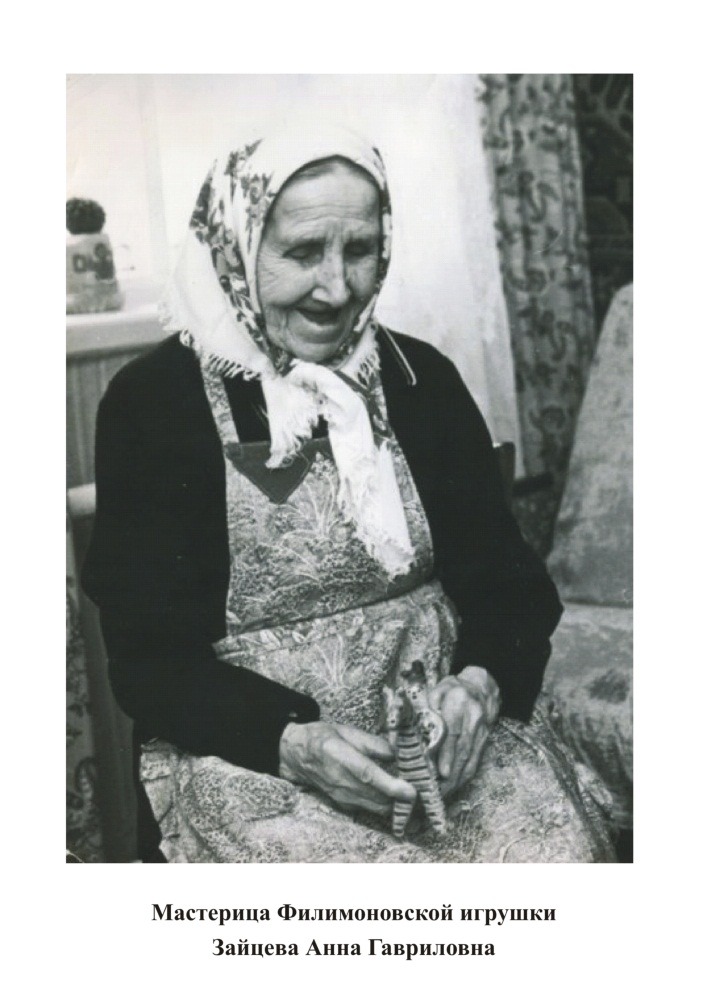 Мастерица Филимоновской игрушки
Зайцева Анна Гавриловна